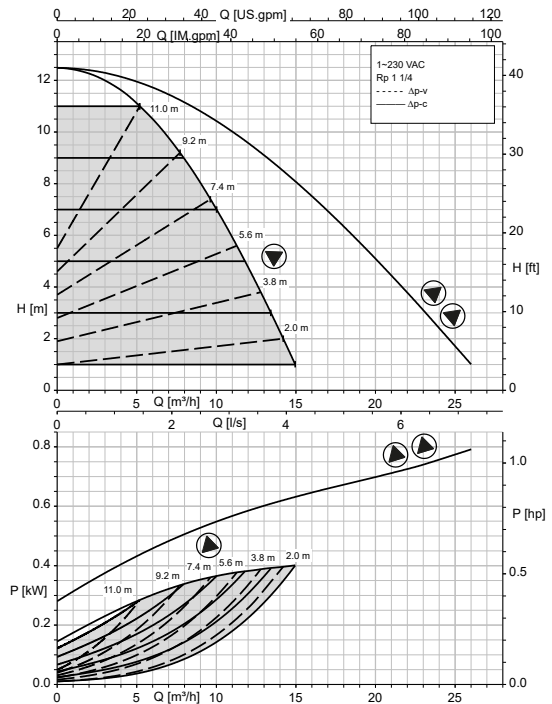 0 20 40 Q [US.gpm] 80 100 120
0 20 Q [IM.gpm] 60 80 100
1~230 VAC
Rp 1 1/4
Δp-v
Δp-c
12
10
8
6
4
H [m]
2
0
11.0 m
9.2 m
7.4 m
5.6 m
3.8 m
2.0 m
40
30
20
H [ft]
10
0
0 5 Q [m³/h] 10 15 20 25
0 2 Q [l/s] 4 6
0.8
0.6
0.4
P [kW]
0.2
0.0
11.0 m
9.2 m
7.4 m
5.6 m
3.8 m
2.0 m
1.0
P [hp]
0.5
0.0
0 5 Q [m³/h] 10 15 20 25